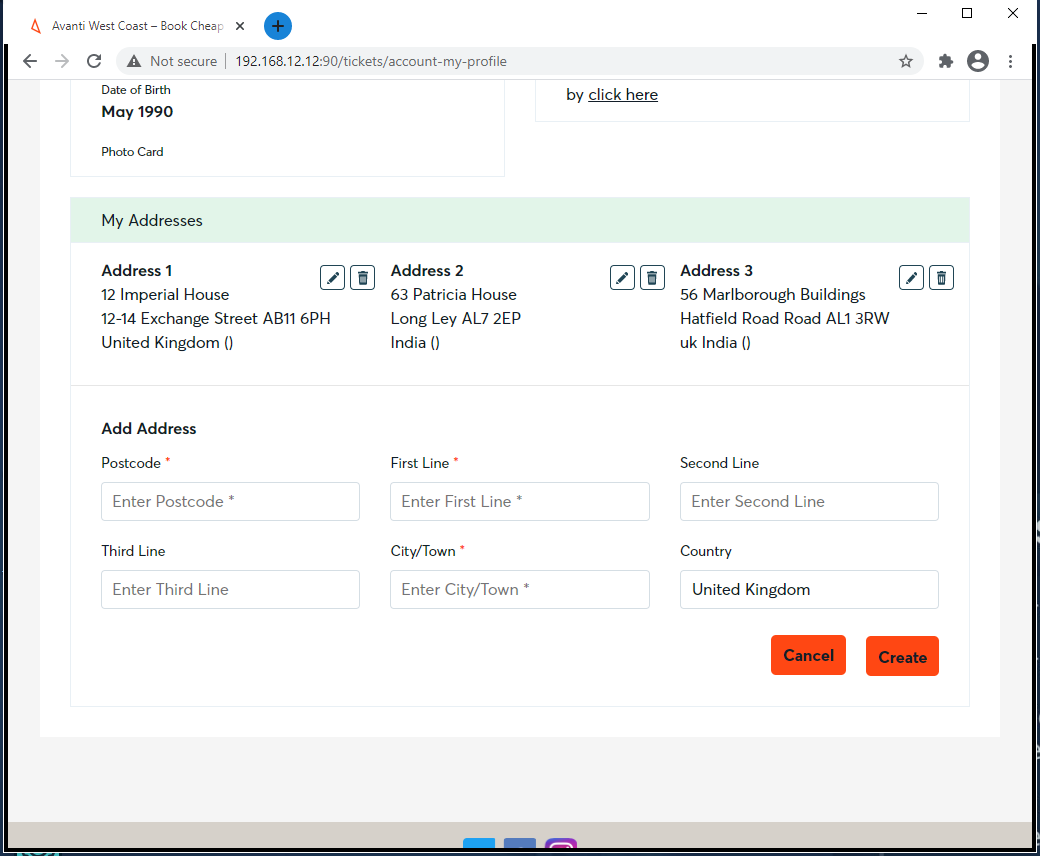 Avanti West Coast – Book Cheap
Not secure
192.168.12.12:90/tickets/account-my-profile
Date of Birth
May 1990
Photo Card
by click here
My Addresses
Address 1
12 Imperial House
12-14 Exchange Street AB11 6PH
United Kingdom ()
Address 2
63 Patricia House
Long Ley AL7 2EP
India ()
Address 3
56 Marlborough Buildings
Hatfield Road Road AL1 3RW
uk India ()
Add Address
Postcode *
First Line *
Second Line
Enter Postcode *
Enter First Line *
Enter Second Line
Third Line
City/Town *
Country
Enter Third Line
Enter City/Town *
United Kingdom
Cancel
Create